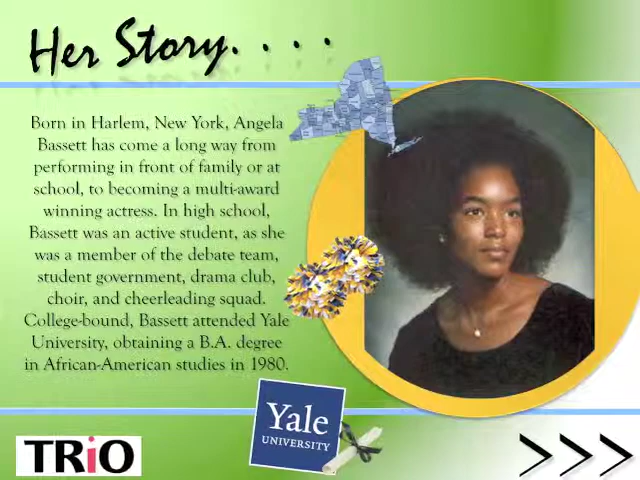 Her Story. . . .
Born in Harlem, New York, Angela
Bassett has come a long way from
performing in front of family or at
school, to becoming a multi-award
winning actress. In high school,
Bassett was an active student, as she
was a member of the debate team,
student government, drama club,
choir, and cheerleading squad.
College-bound, Bassett attended Yale
University, obtaining a B.A. degree
in African-American studies in 1980.
Yale
UNIVERSITY
TRiO
>>>